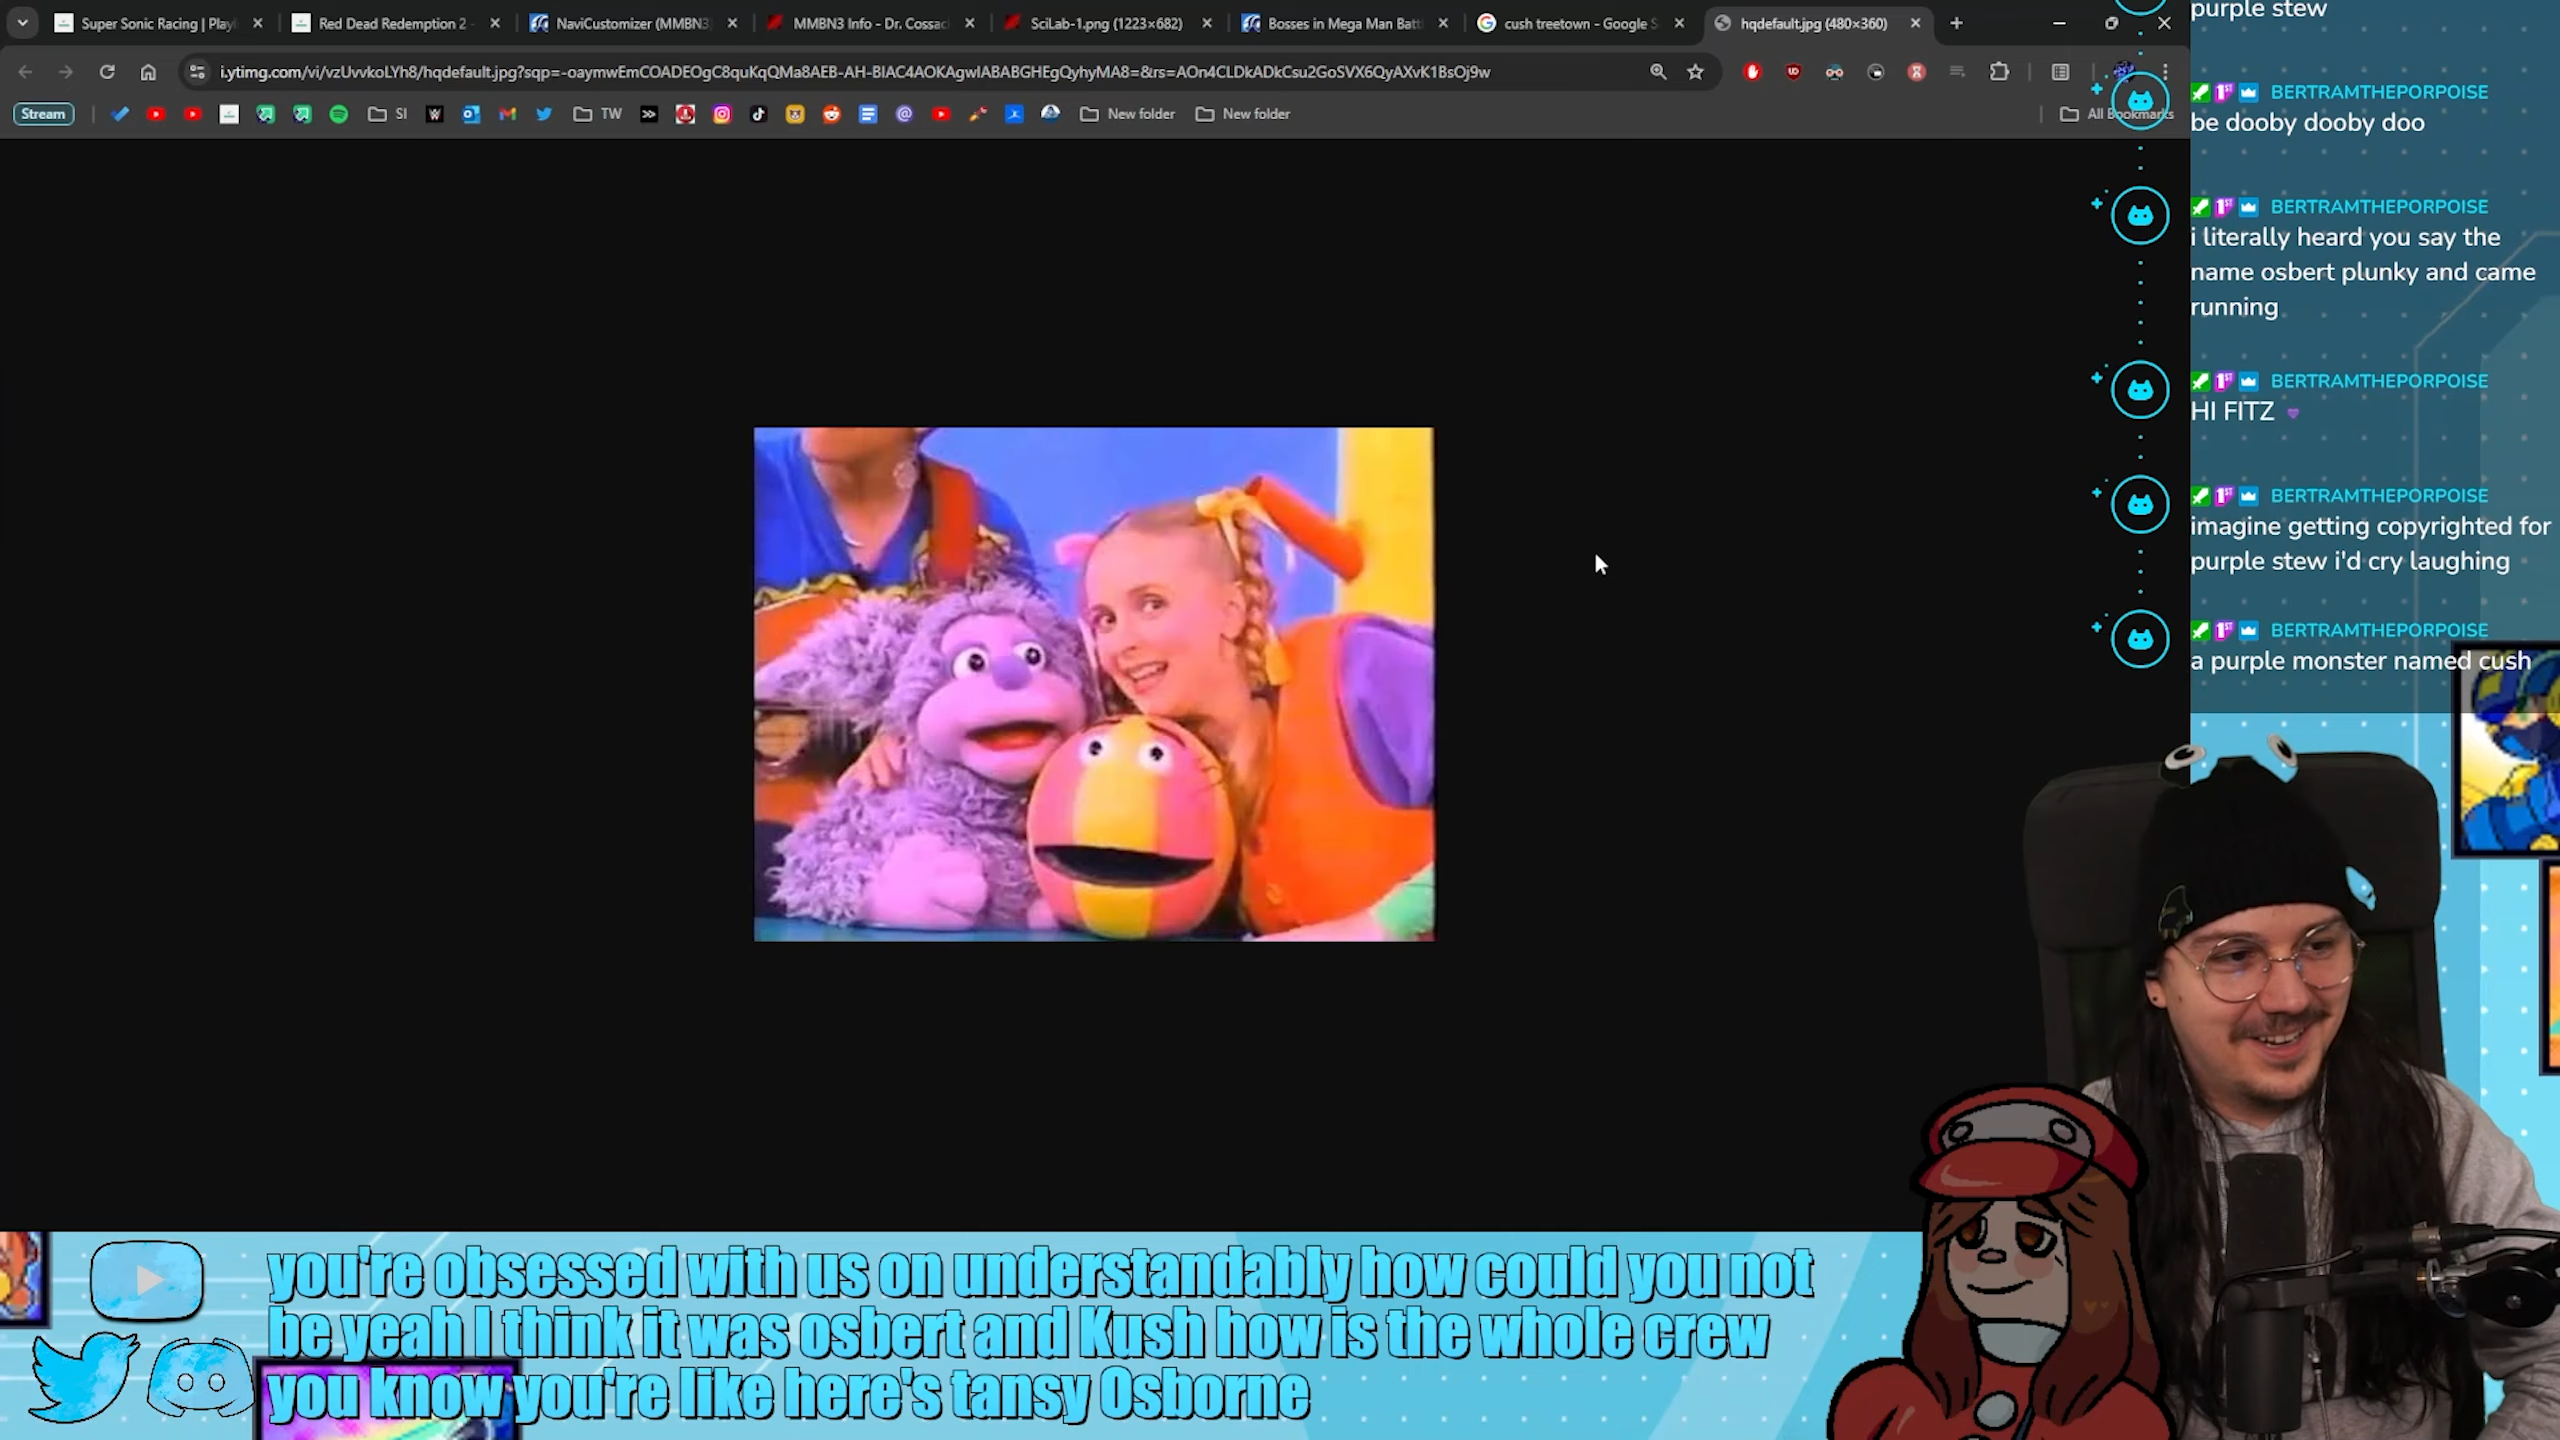 Super Sonic Racing | Playl
Red Dead Redemption 2 -
NaviCustomizer (MMBN3
MMBN3 Info - Dr. Cossac
SciLab-1.png (1223×682)
Bosses in Mega Man Batt
cush treetown - Google S
hqdefault.jpg (480×360)
i.ytimg.com/vi/vzUvvkoLYh8/hqdefault.jpg?sqp=-oaymwEmCOADEOgC8quKqQMa8AEB-AH-BIAC4AOKAgwIABABGHEgQyhyMA8=&rs=AOn4CLDkADkCsu2GoSVX6QyAXvK1BsOj9w
Stream
SI
TW
New folder
New folder
All Bookmarks
purple stew
BERTRAMTHEPORPOISE
be dooby dooby doo
BERTRAMTHEPORPOISE
i literally heard you say the
name osbert plunky and came
running
BERTRAMTHEPORPOISE
HI FITZ
BERTRAMTHEPORPOISE
imagine getting copyrighted for
purple stew i'd cry laughing
BERTRAMTHEPORPOISE
a purple monster named cush
you're obsessed with us on understandably how could you not
be yeah I think it was osbert and Kush how is the whole crew
you know you're like here's tansy Osborne